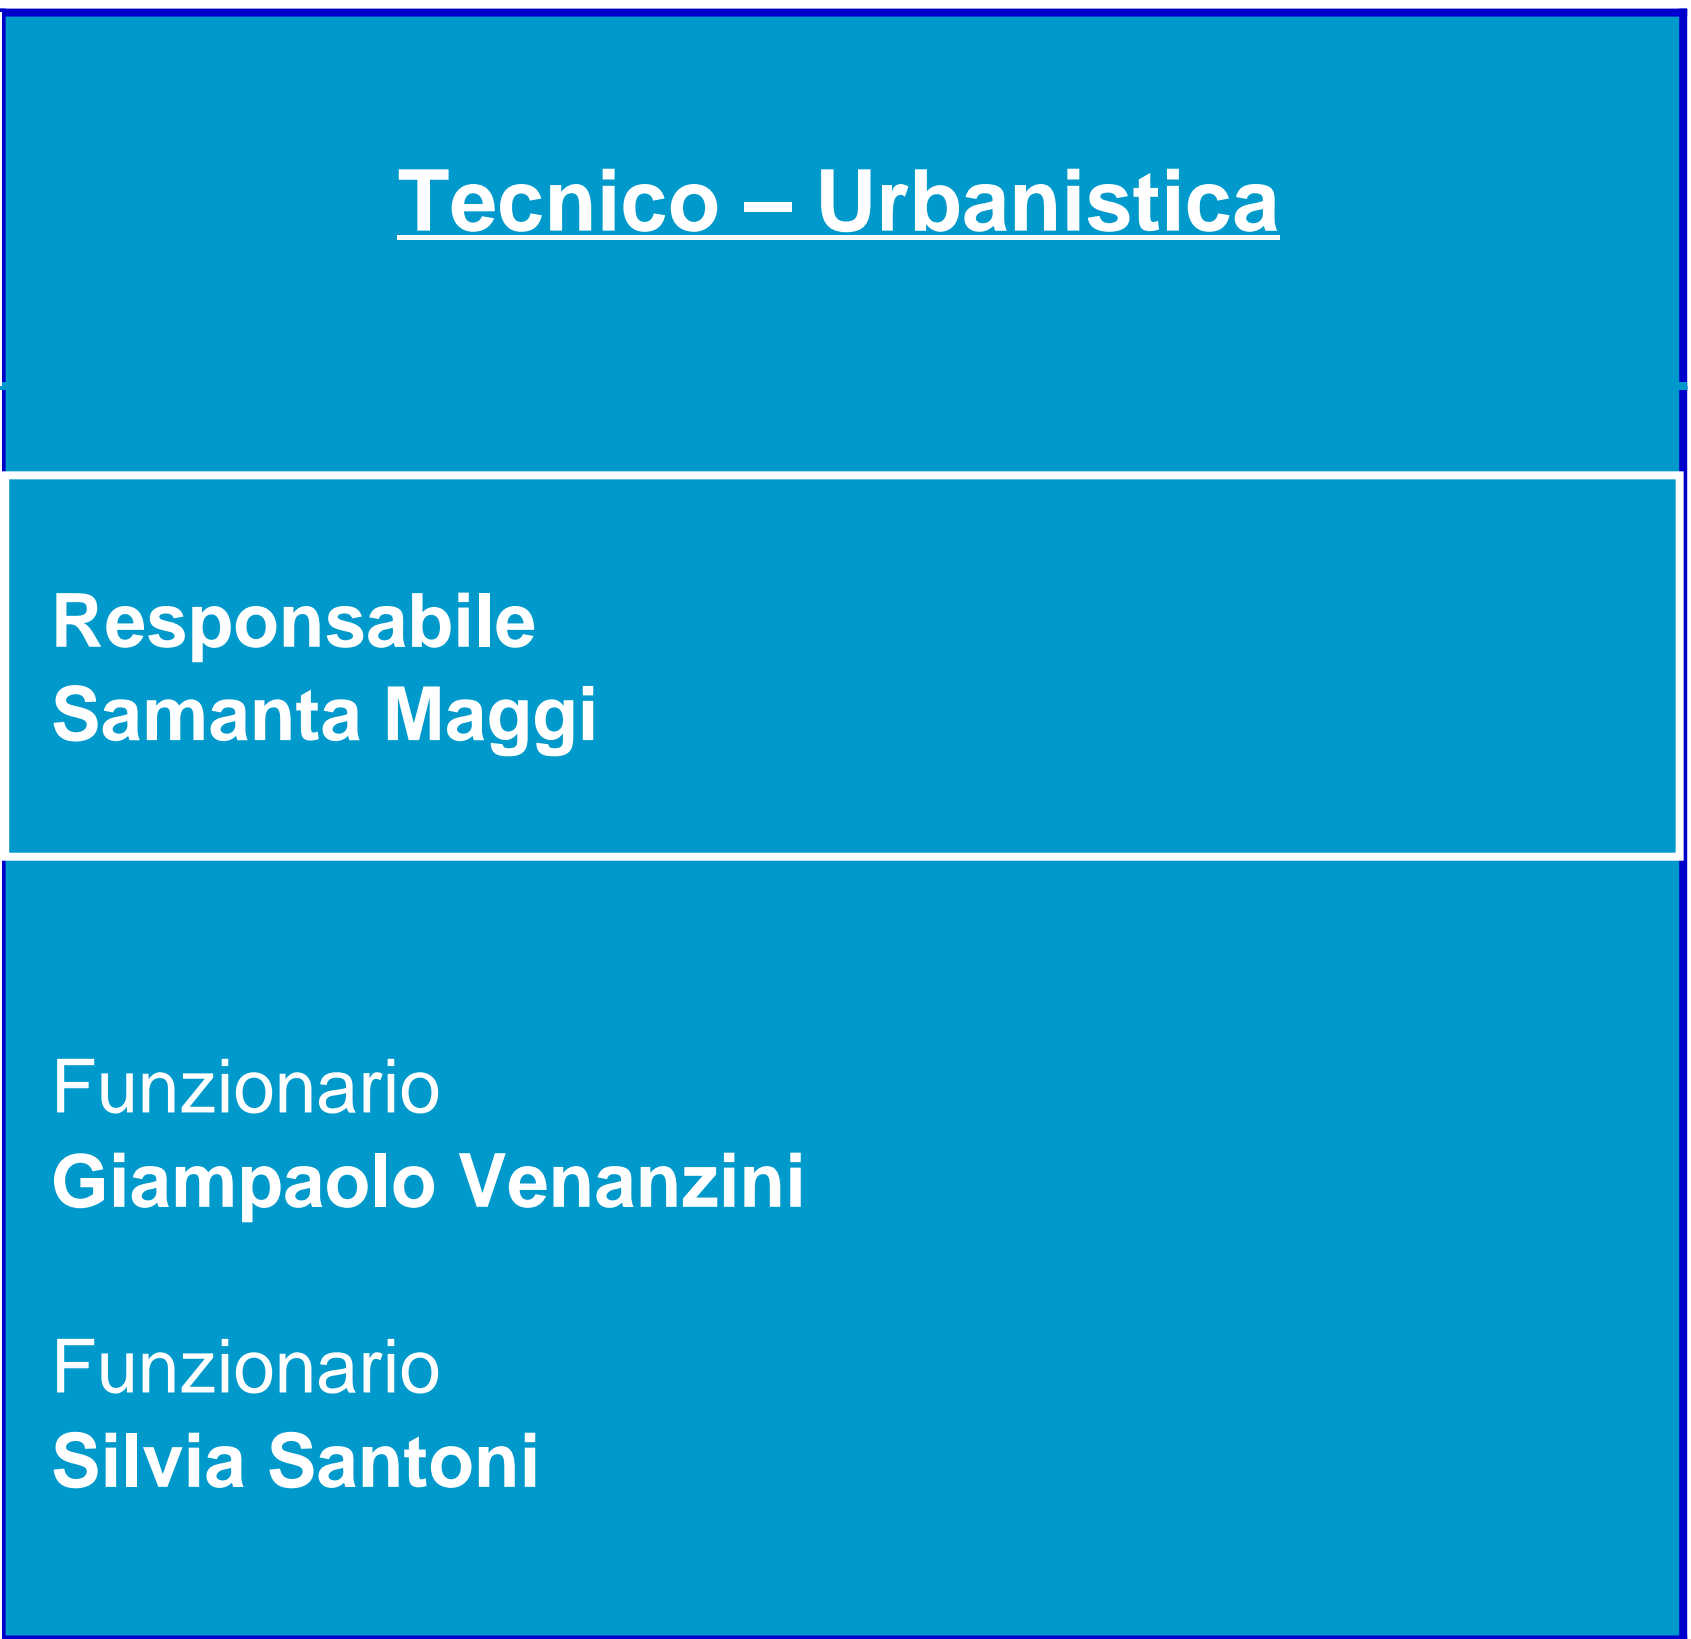 Tecnico – Urbanistica
Responsabile
Samanta Maggi
Funzionario
Giampaolo Venanzini
Funzionario
Silvia Santoni